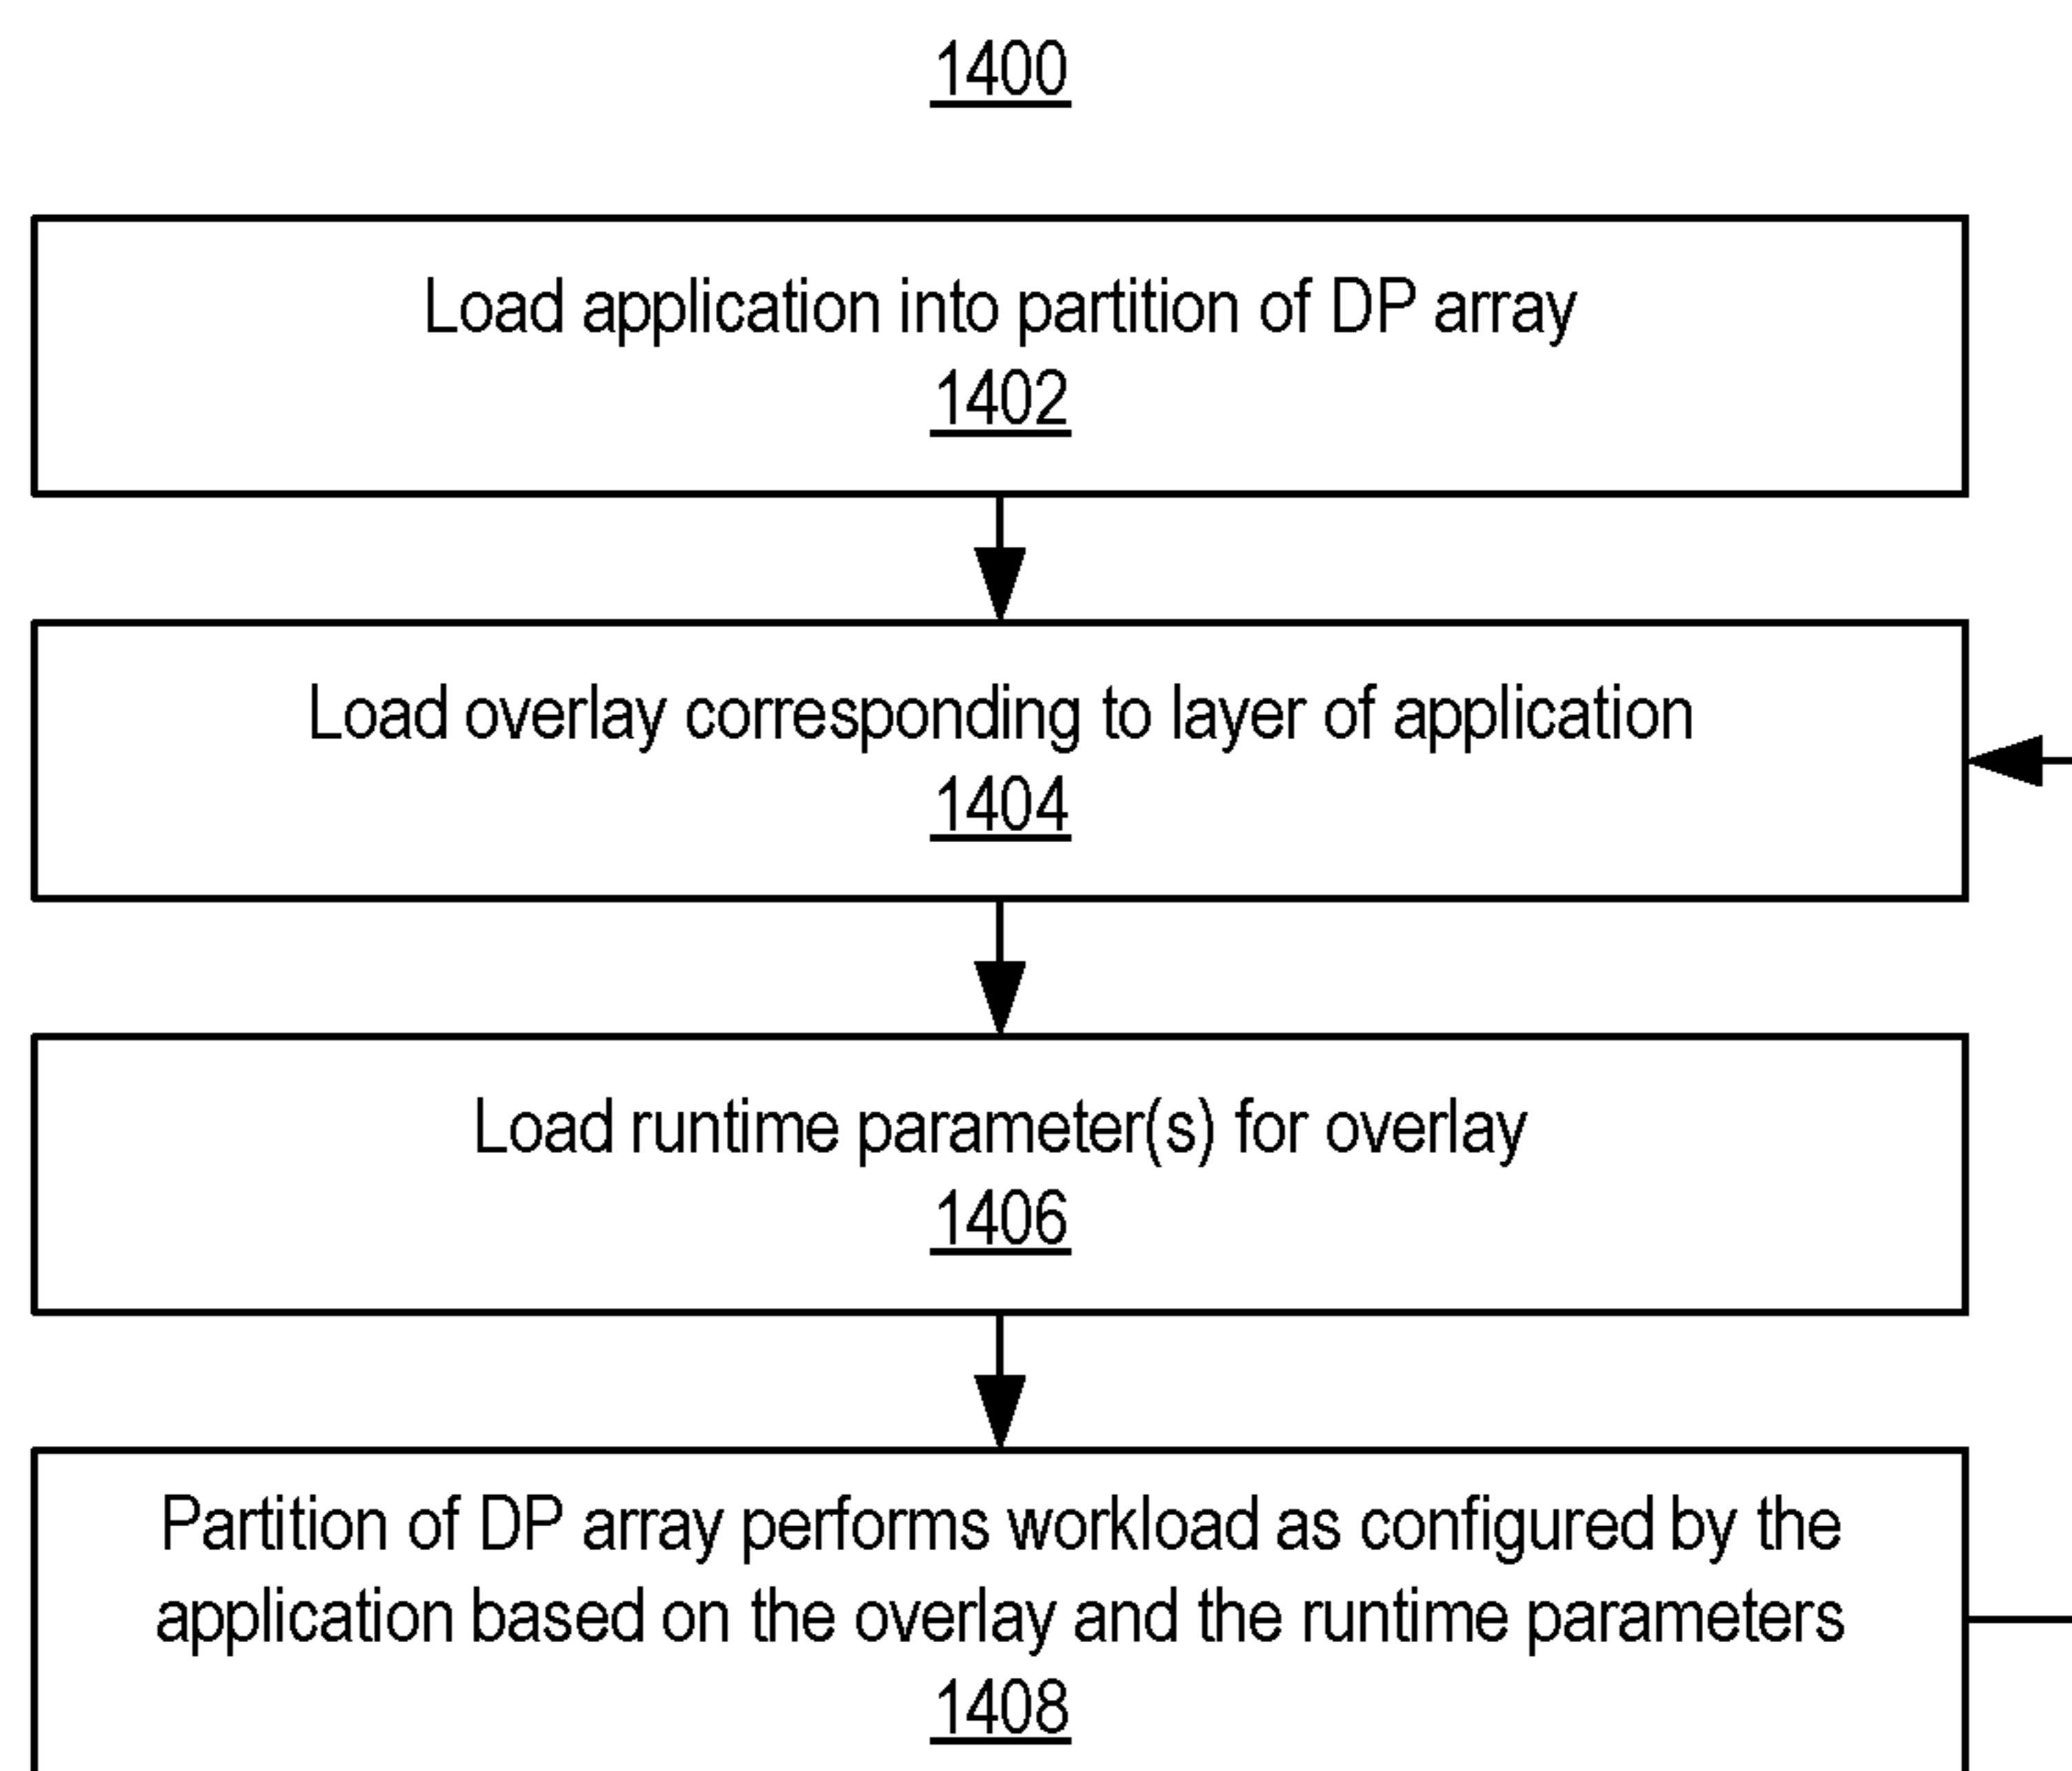 1400
Load application into partition of DP array
1402
Load overlay corresponding to layer of application
1404
Load runtime parameter(s) for overlay
1406
Partition of DP array performs workload as configured by the
application based on the overlay and the runtime parameters
1408